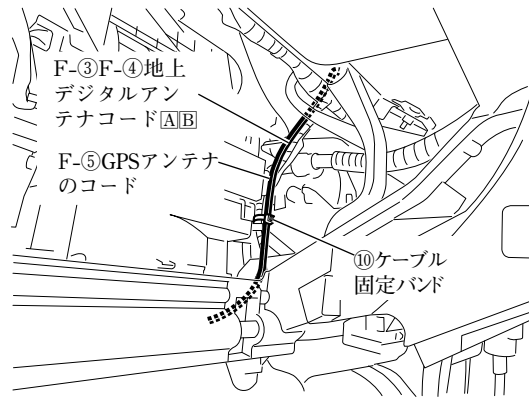 F-③F-④地上
デジタルアン
テナコードAB
F-⑤GPSアンテナ
のコード
⑩ケーブル
固定バンド